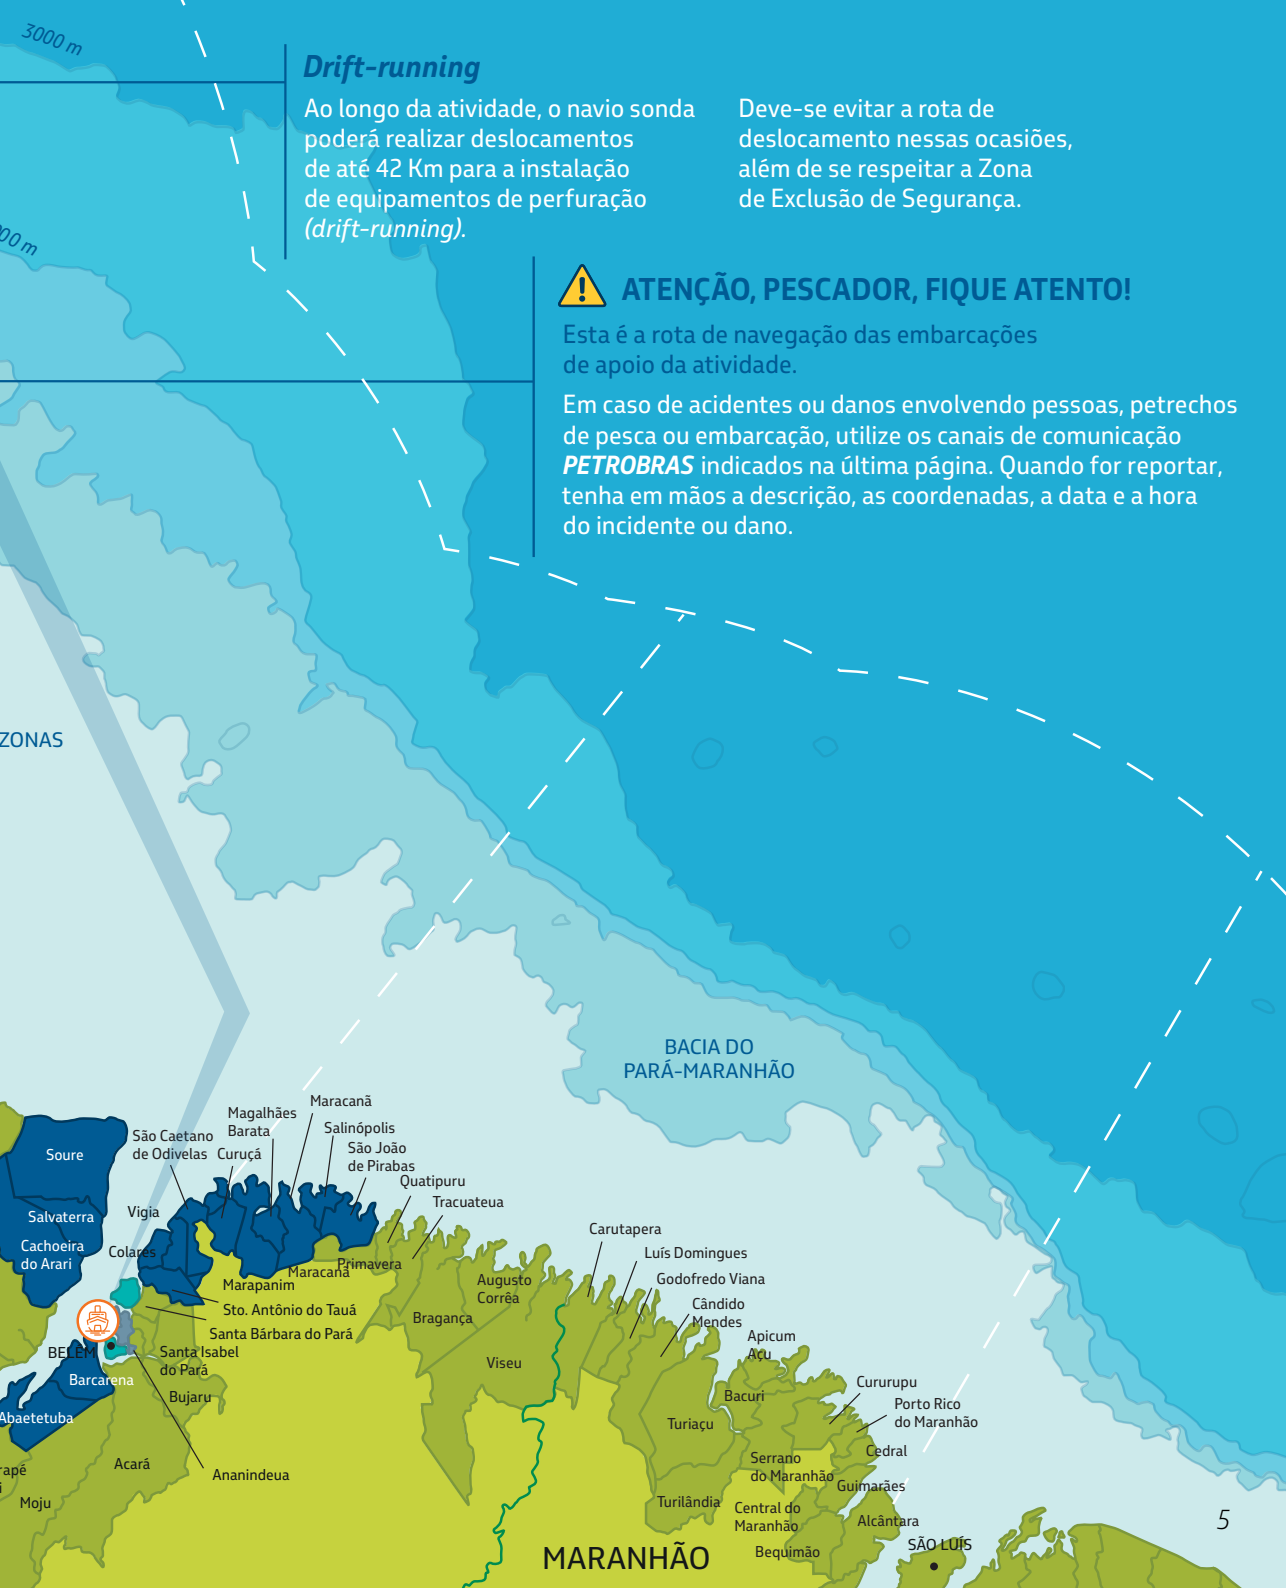 3000 m
Drift-running
Ao longo da atividade, o navio sonda
poderá realizar deslocamentos
de até 42 Km para a instalação
de equipamentos de perfuração
(drift-running).
Deve-se evitar a rota de
deslocamento nessas ocasiões,
além de se respeitar a Zona
de Exclusão de Segurança.
00 m
ATENÇÃO, PESCADOR, FIQUE ATENTO!
Esta é a rota de navegação das embarcações
de apoio da atividade.
Em caso de acidentes ou danos envolvendo pessoas, petrechos
de pesca ou embarcação, utilize os canais de comunicação
PETROBRAS indicados na última página. Quando for reportar,
tenha em mãos a descrição, as coordenadas, a data e a hora
do incidente ou dano.
ZONAS
BACIA DO
PARÁ-MARANHÃO
Maracanã
Magalhães
Barata
Salinópolis
São Caetano
de Odivelas
Curuçá
São João
de Pirabas
Soure
Quatipuru
Tracuateua
Vigia
Salvaterra
Carutapera
Cachoeira
do Arari
Colares
Luís Domingues
Primavera
Maracanã
Godofredo Viana
Marapanim
Augusto
Corrêa
Sto. Antônio do Tauá
Cândido
Mendes
Bragança
Santa Bárbara do Pará
Apicum
Açu
BELÉM
Santa Isabel
do Pará
Viseu
Barcarena
Cururupu
Bujaru
Bacuri
Porto Rico
do Maranhão
Abaetetuba
Turiaçu
Cedral
Acará
Serrano
do Maranhão
rapé
i
Ananindeua
Guimarães
Moju
Turilândia
Central do
Maranhão
Alcântara
5
SÃO LUÍS
Bequimão
MARANHÃO